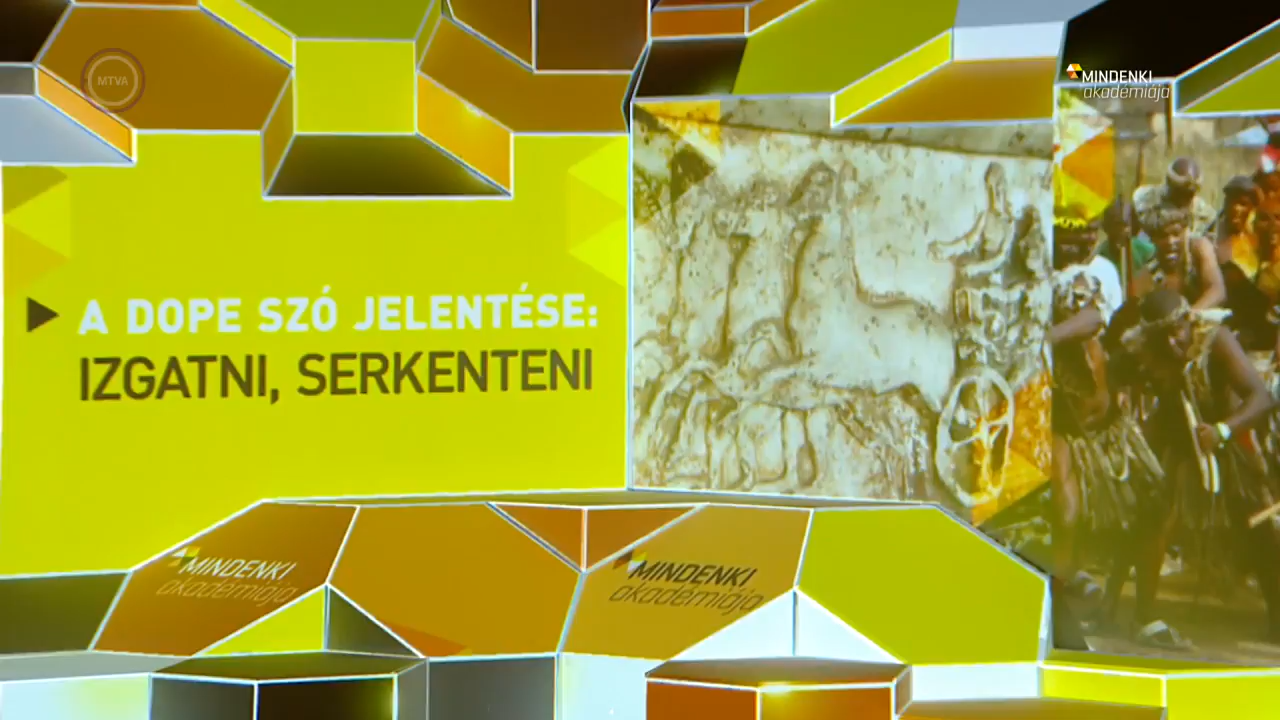 MTVA
MINDENKI
akadémiája
A DOPE SZÓ JELENTÉSE:
IZGATNI, SERKENTENI
MINDENKI
akadémiája
MINDENKI
akadémiája